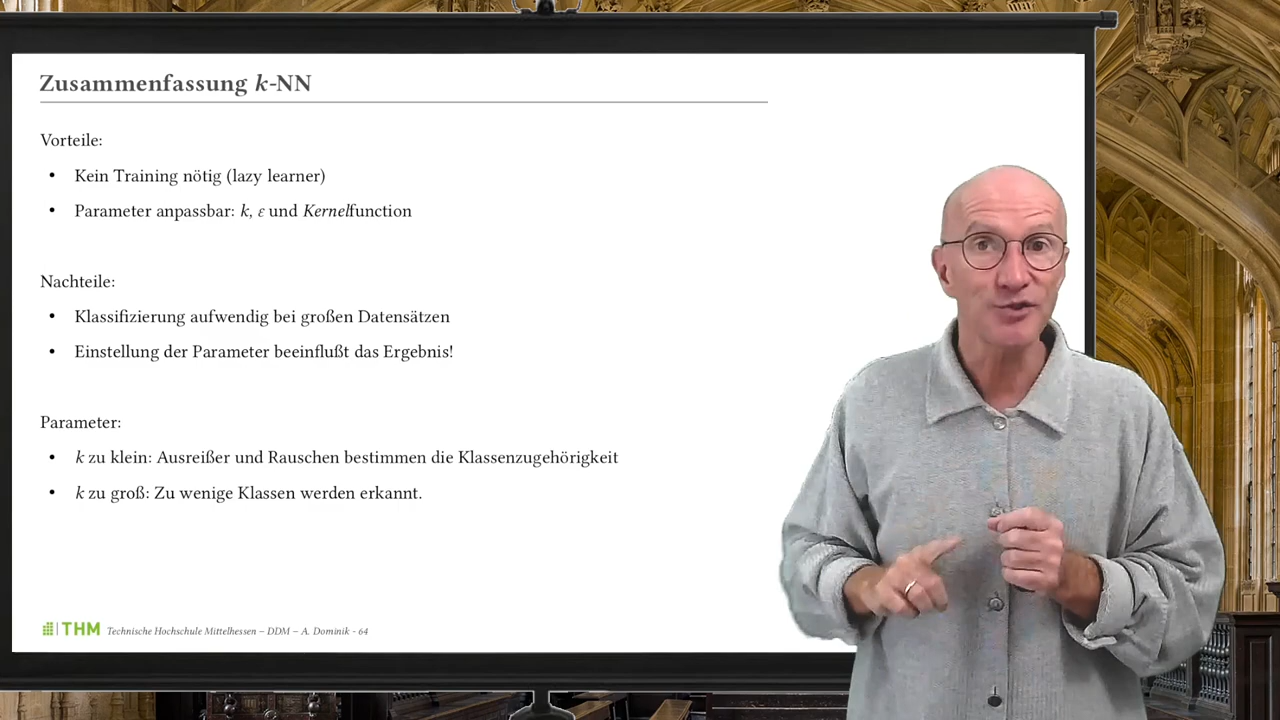 Zusammenfassung k-NN
Vorteile:
• Kein Training nötig (lazy learner)
• Parameter anpassbar: k, ε und Kernelfunction
Nachteile:
• Klassifizierung aufwendig bei großen Datensätzen
• Einstellung der Parameter beeinflußt das Ergebnis!
Parameter:
• k zu klein: Ausreißer und Rauschen bestimmen die Klassenzugehörigkeit
• k zu groß: Zu wenige Klassen werden erkannt.
THM Technische Hochschule Mittelhessen – DDM – A. Dominik - 64